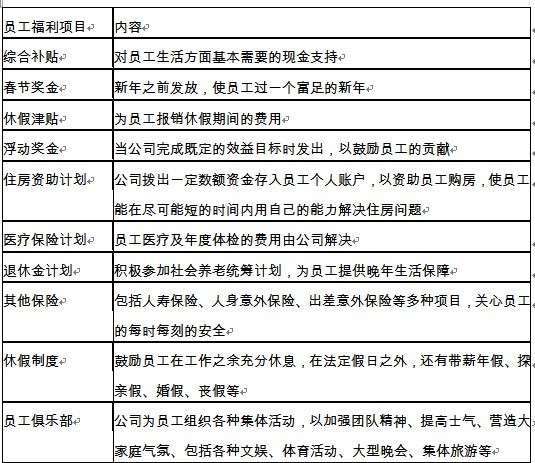 员工福利项目 内容
综合补贴 对员工生活方面基本需要的现金支持
春节奖金 新年之前发放，使员工过一个富足的新年
休假津贴 为员工报销休假期间的费用
浮动奖金 当公司完成既定的效益目标时发出，以鼓励员工的贡献
住房资助计划 公司拨出一定数额资金存入员工个人账户，以资助员工购房，使员工
能在尽可能短的时间内用自己的能力解决住房问题
医疗保险计划 员工医疗及年度体检的费用由公司解决
退休金计划 积极参加社会养老统筹计划，为员工提供晚年生活保障
其他保险 包括人寿保险、人身意外保险、出差意外保险等多种项目，关心员工
的每时每刻的安全
休假制度 鼓励员工在工作之余充分休息，在法定假日之外，还有带薪年假、探
亲假、婚假、丧假等
员工俱乐部 公司为员工组织各种集体活动，以加强团队精神、提高士气、营造大
家庭气氛、包括各种文娱、体育活动、大型晚会、集体旅游等